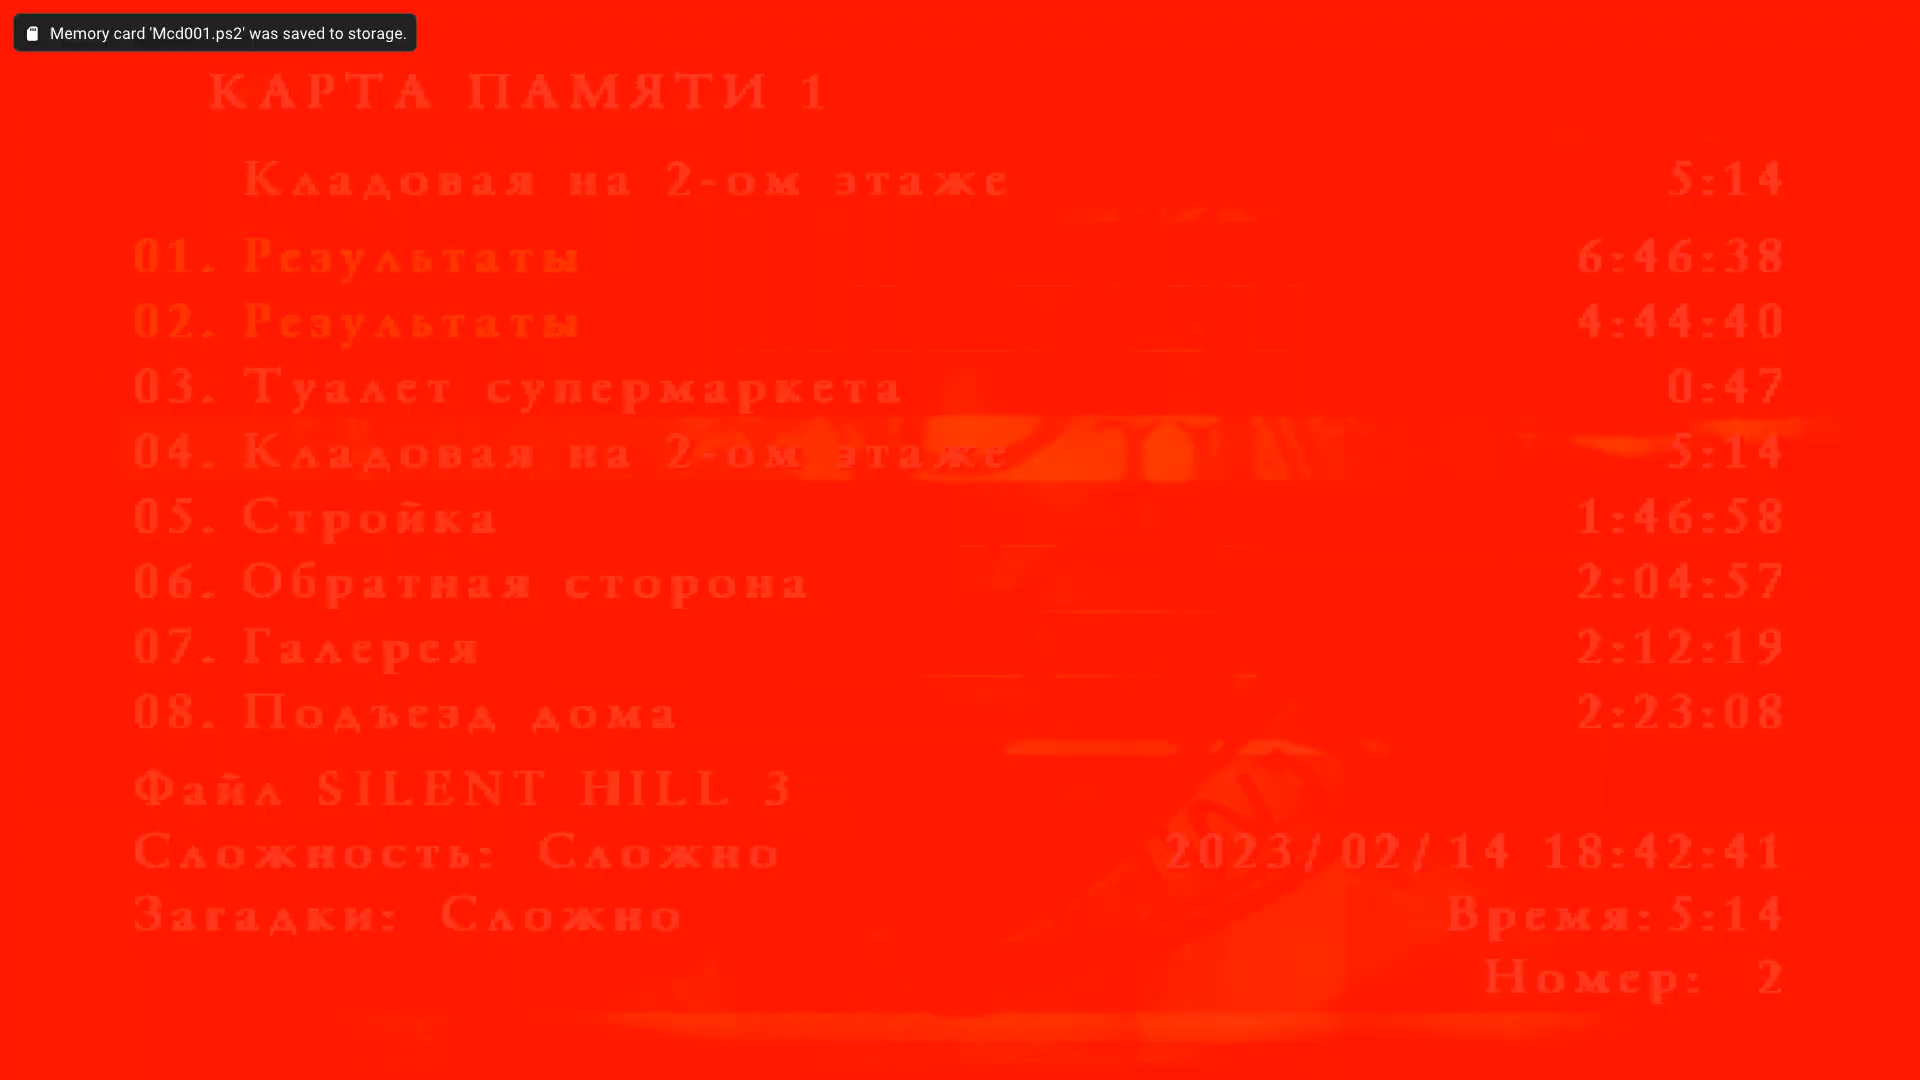 Memory card 'Mcd001.ps2' was saved to storage.
КАРТА ПАМЯТИ 1
Кладовая на 2-ом этаже 5:14
01. Результаты 6:46:38
02. Результаты 4:44:40
03. Туалет супермаркета 0:47
04. Кладовая на 2-ом этаже 5:14
05. Стройка 1:46:58
06. Обратная сторона 2:04:57
07. Галерея 2:12:19
08. Подъезд дома 2:23:08
Файл SILENT HILL 3
Сложность: Сложно 2023/02/14 18:42:41
Загадки: Сложно Время:5:14
Номер: 2